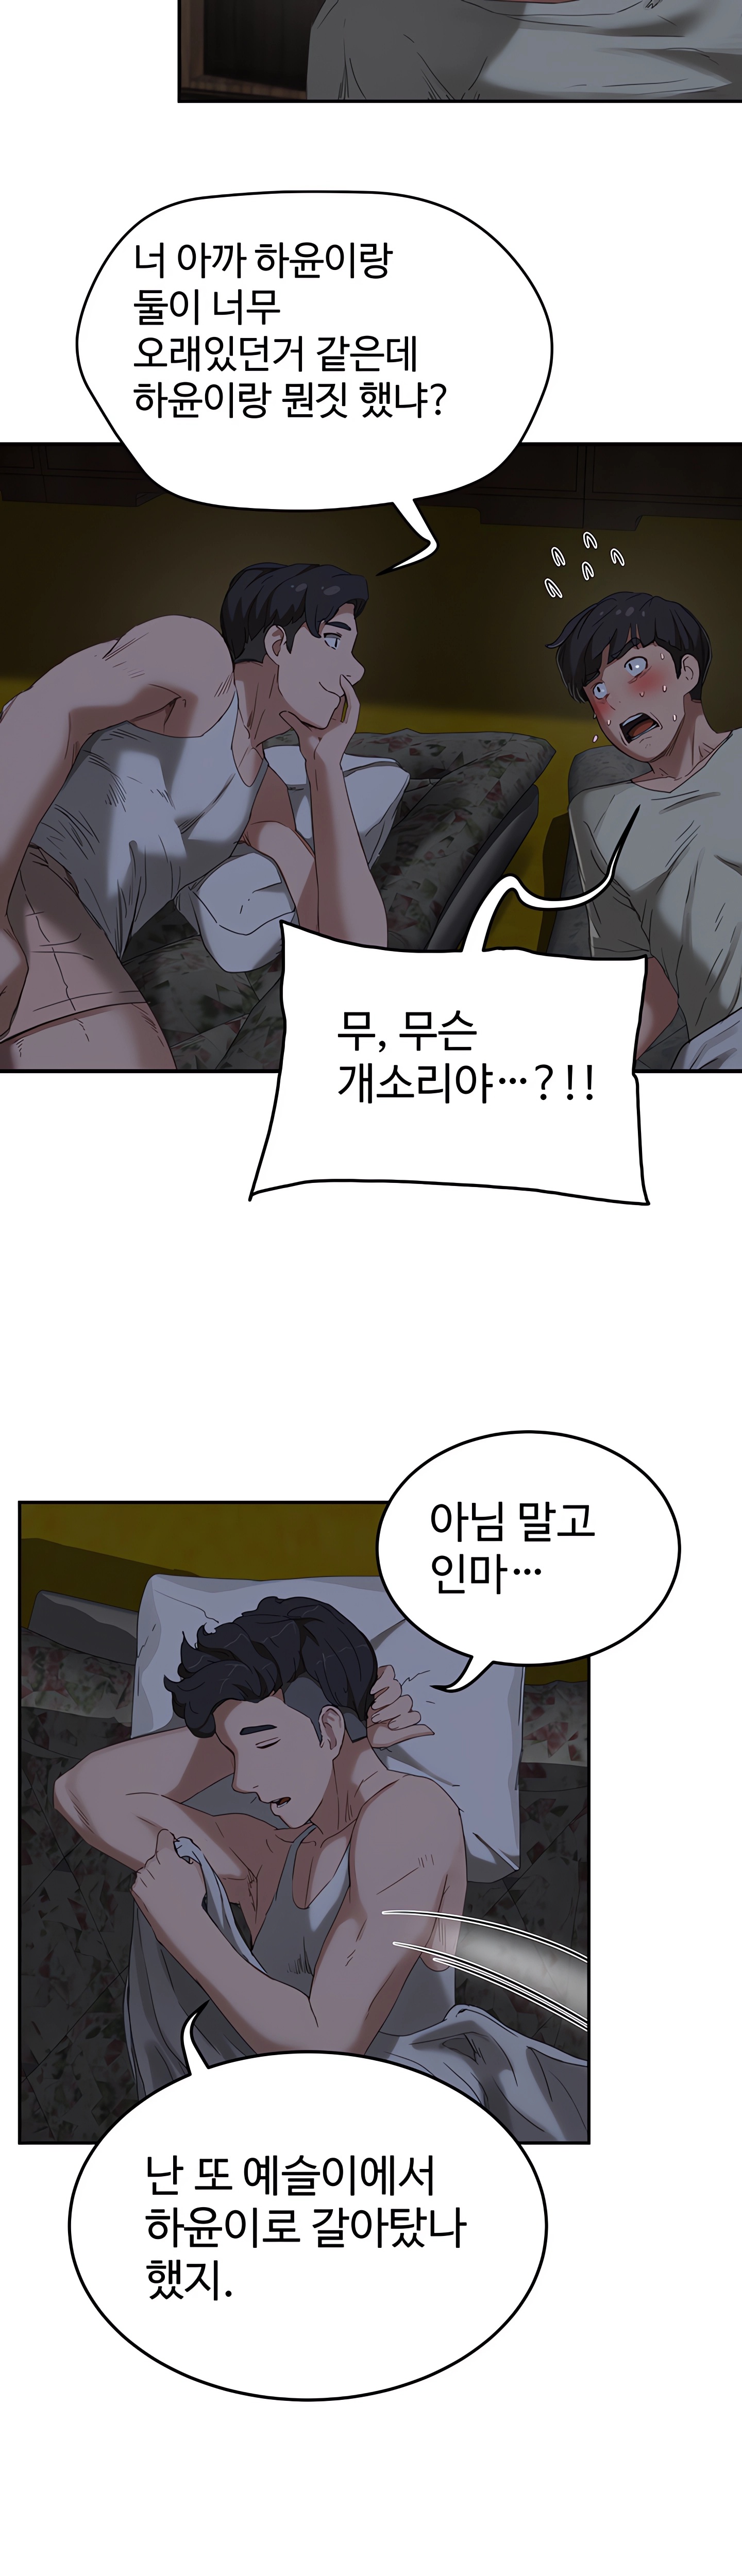 너 아까 하윤이랑
둘이 너무
오래있던거 같은데
하윤이랑 뭔짓 했냐?
무, 무슨
개소리야…?!!
아님 말고
인마…
난 또 예슬이에서
하윤이로 갈아탔나
했지.